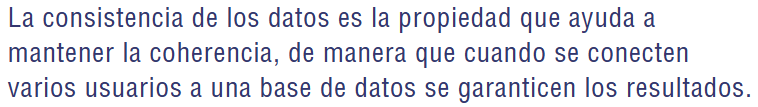 La consistencia de los datos es la propiedad que ayuda a
mantener la coherencia, de manera que cuando se conecten
varios usuarios a una base de datos se garanticen los resultados.